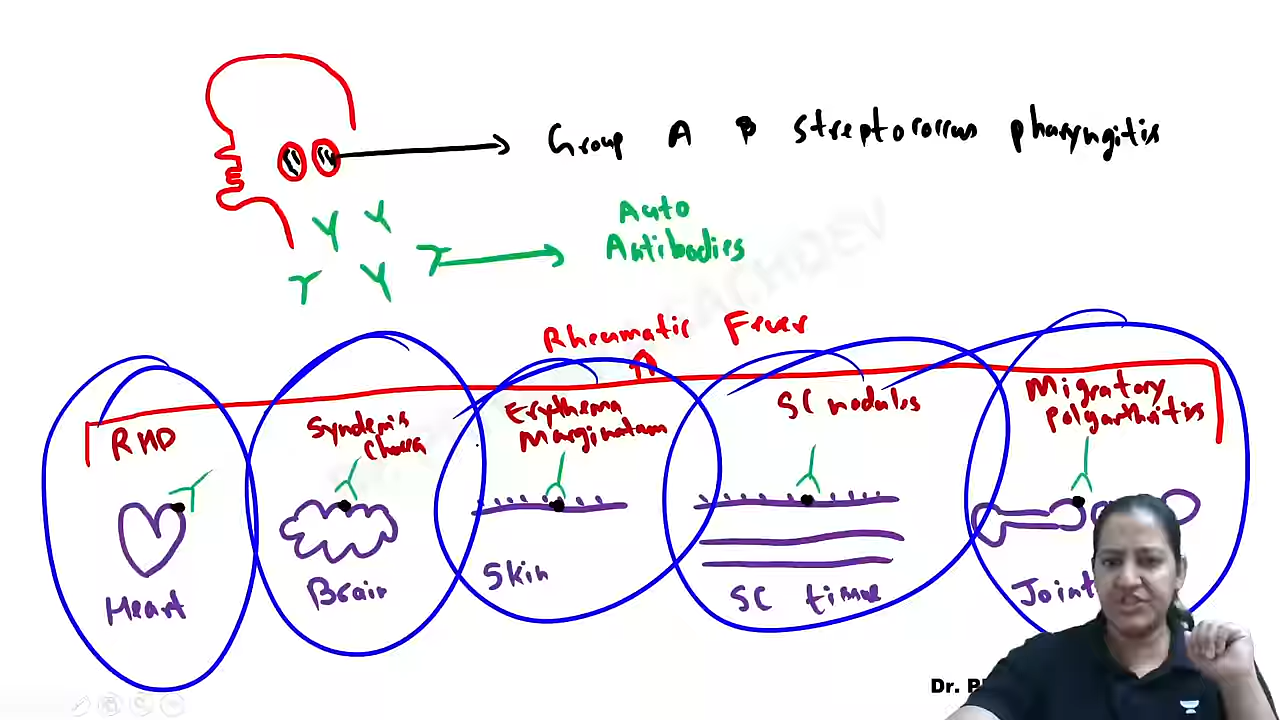 Group A β streptococcus pharyngitis
Auto
Antibodies
Rheumatic Fever
RHD
Syndemis
Chorea
Erythema
Marginatum
SC nodules
Migratory
Polyarthritis
Heart
Brain
Skin
SC tissue
Joint
Dr. P